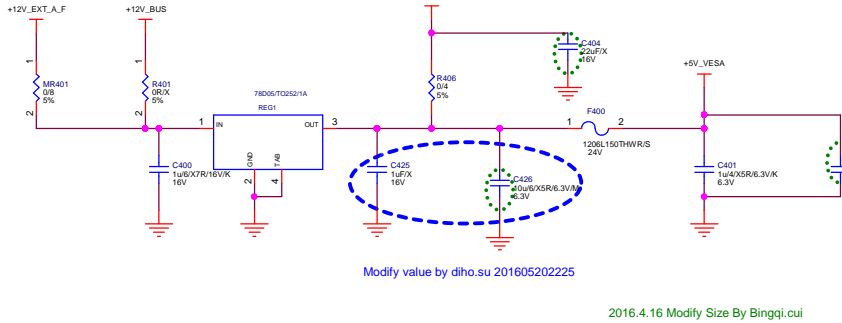 +12V_EXT_A_F
+12V_BUS
C404
22uF/X
16V
+5V_VESA
1
1
MR401
0/8
5%
R401
0R/X
5%
R406
0/4
5%
78D05/TO252/1A
REG1
2
2
1
IN
OUT
3
F400
1
2
1206L150THWR/S
24V
GND
TAB
2
4
C400
1u/6/X7R/16V/K
16V
C425
1uF/X
16V
C426
10u/6/X5R/6.3V/M
6.3V
C401
1u/4/X5R/6.3V/K
6.3V
Modify value by diho.su 201605202225
2016.4.16 Modify Size By Bingqi.cui